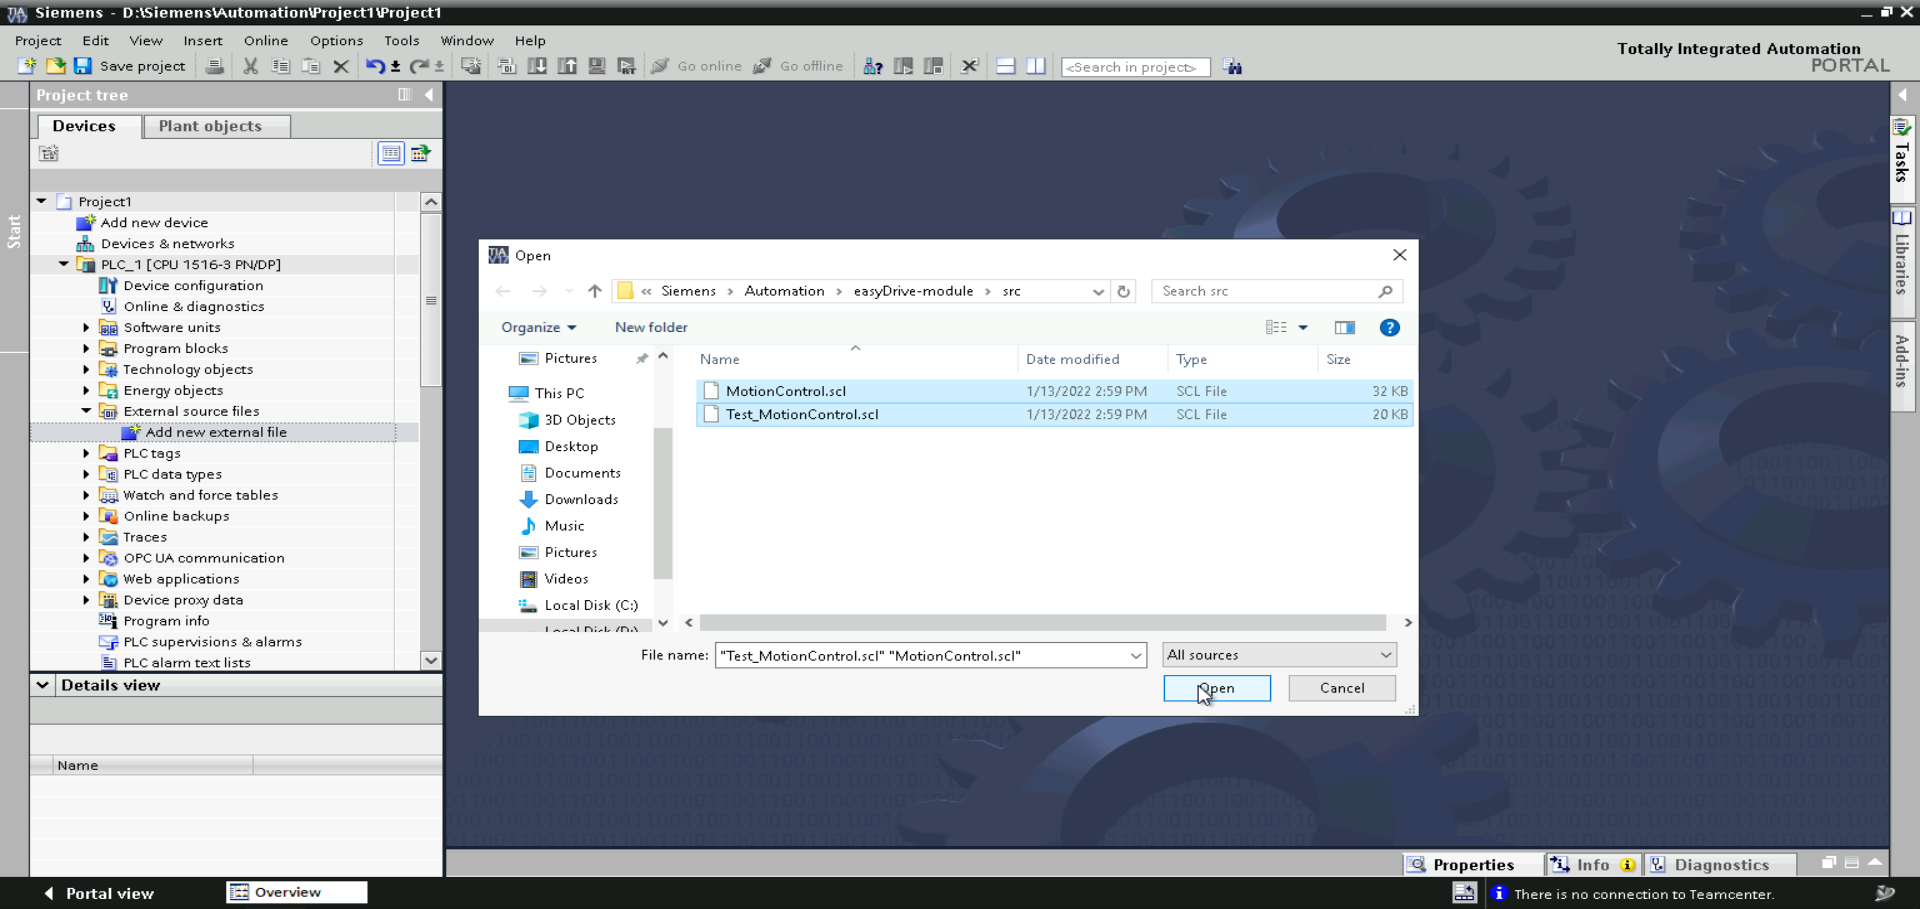 Siemens - D:\Siemens\Automation\Project1\Project1
Project Edit View Insert Online Options Tools Window Help
Totally Integrated Automation
PORTAL
Save project Go online Go offline <Search in project>
Project tree
Devices Plant objects
Start
Project1
Add new device
Devices & networks
PLC_1 [CPU 1516-3 PN/DP]
Device configuration
Online & diagnostics
Software units
Program blocks
Technology objects
Energy objects
External source files
Add new external file
PLC tags
PLC data types
Watch and force tables
Online backups
Traces
OPC UA communication
Web applications
Device proxy data
Program info
PLC supervisions & alarms
PLC alarm text lists
Details view
Name
Open
« Siemens > Automation > easyDrive-module > src
Search src
Organize New folder
Name Date modified Type Size
MotionControl.scl 1/13/2022 2:59 PM SCL File 32 KB
Test_MotionControl.scl 1/13/2022 2:59 PM SCL File 20 KB
Pictures
This PC
3D Objects
Desktop
Documents
Downloads
Music
Pictures
Videos
Local Disk (C:)
Local Disk (D:)
File name: "Test_MotionControl.scl" "MotionControl.scl" All sources
Open Cancel
Tasks
Libraries
Add-ins
Properties Info Diagnostics
Portal view Overview There is no connection to Teamcenter.